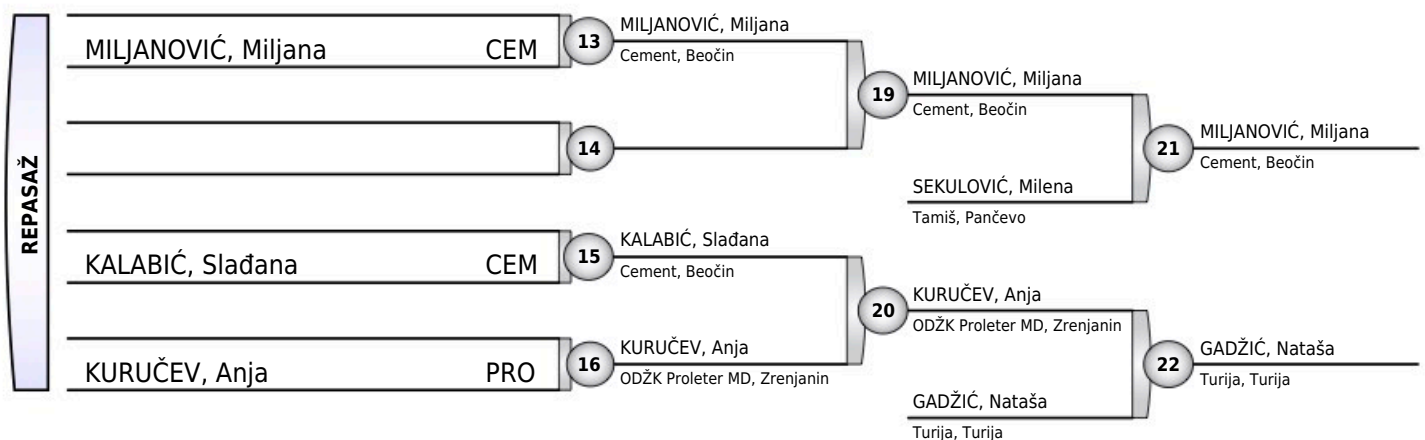 REPASAŽ
MILJANOVIĆ, Miljana CEM
13
MILJANOVIĆ, Miljana
Cement, Beočin
14
19
MILJANOVIĆ, Miljana
Cement, Beočin
SEKULOVIĆ, Milena
Tamiš, Pančevo
21
MILJANOVIĆ, Miljana
Cement, Beočin
KALABIĆ, Slađana CEM
15
KALABIĆ, Slađana
Cement, Beočin
KURUČEV, Anja PRO
16
KURUČEV, Anja
ODŽK Proleter MD, Zrenjanin
20
KURUČEV, Anja
ODŽK Proleter MD, Zrenjanin
GADŽIĆ, Nataša
Turija, Turija
22
GADŽIĆ, Nataša
Turija, Turija